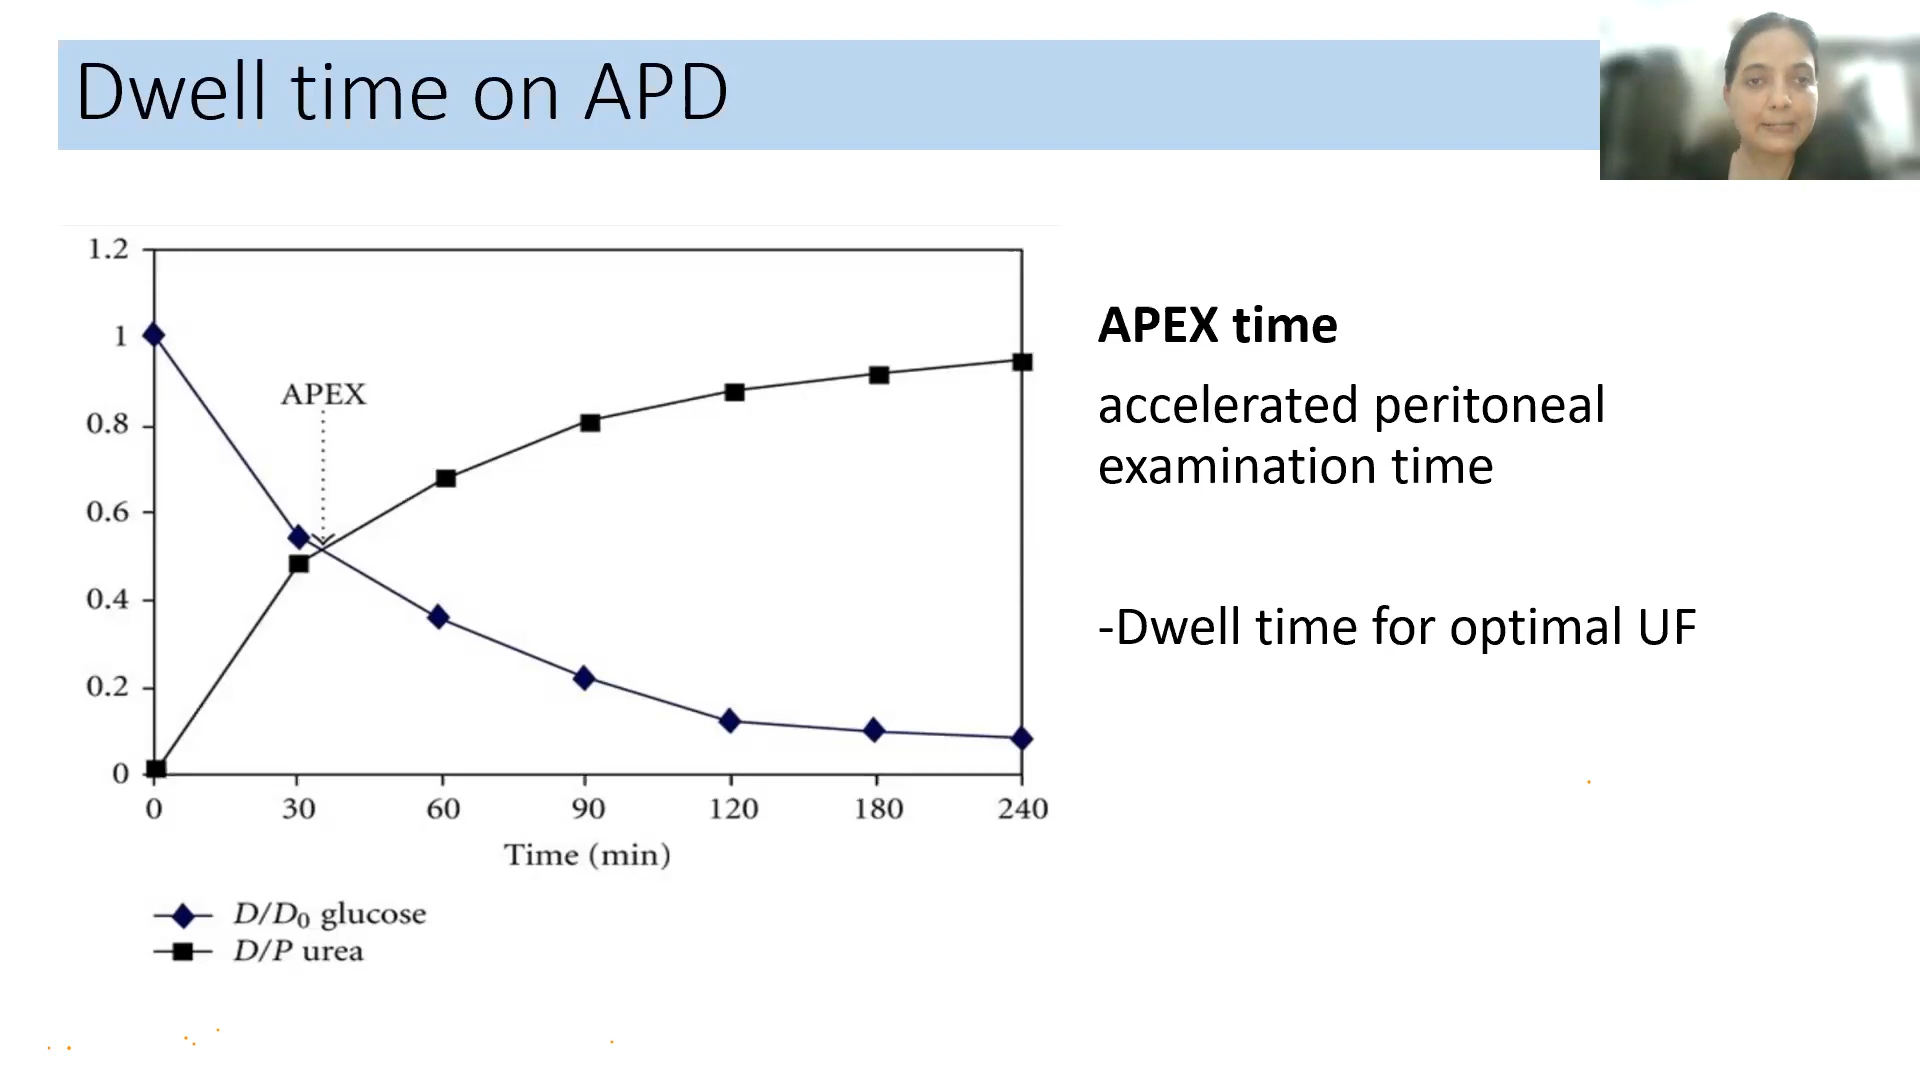 Dwell time on APD
1.2
1
0.8
0.6
0.4
0.2
0
APEX
0 30 60 90 120 180 240
Time (min)
D/D₀ glucose
D/P urea
APEX time
accelerated peritoneal
examination time
-Dwell time for optimal UF